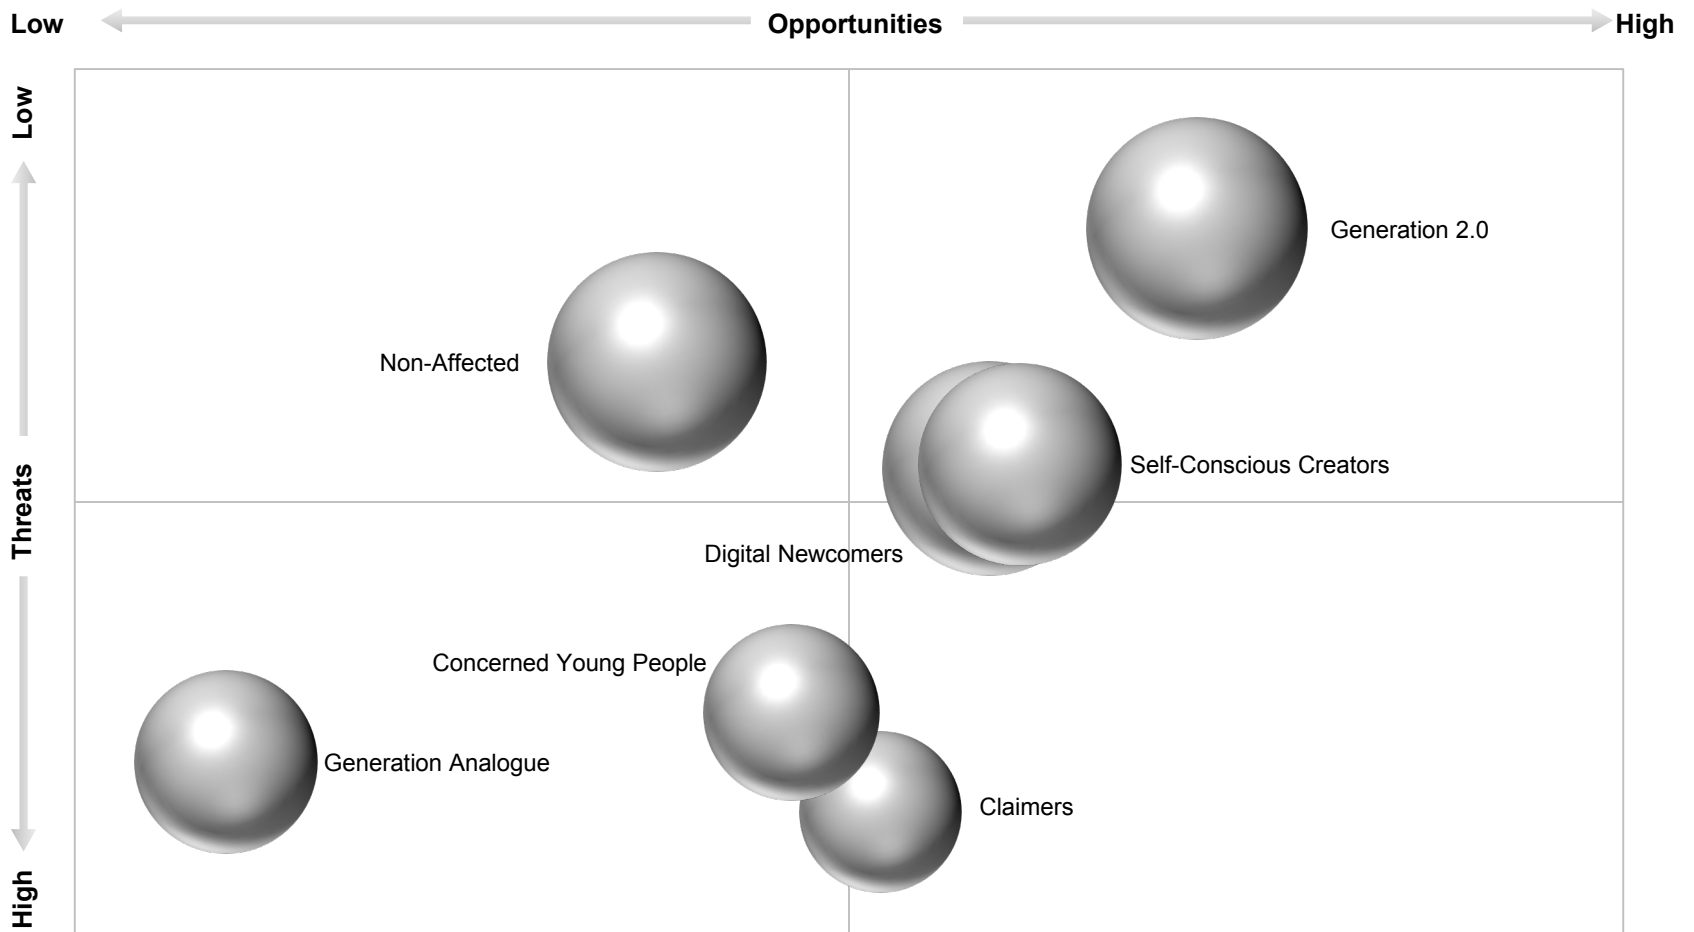 Low
Opportunities
High
Low
Threats
High
Generation 2.0
Non-Affected
Self-Conscious Creators
Digital Newcomers
Concerned Young People
Generation Analogue
Claimers